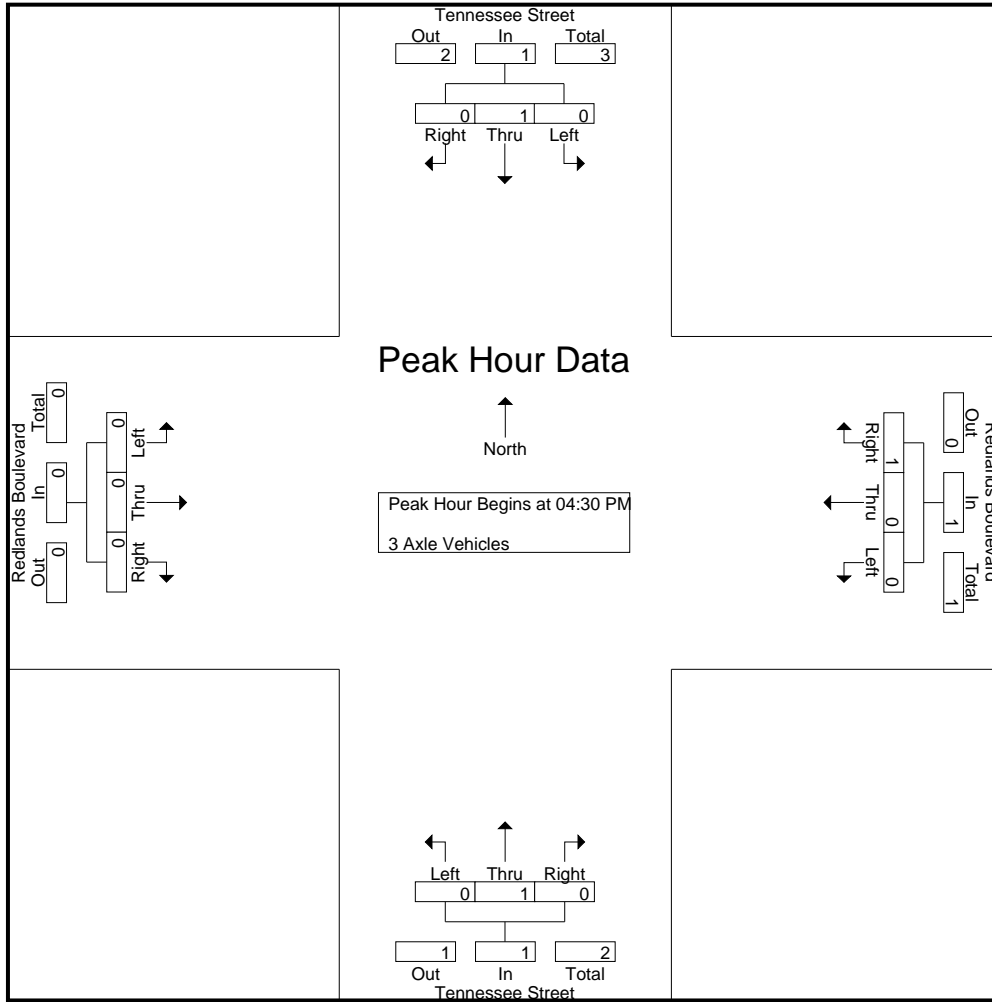 Tennessee Street
Out In Total
2 1 3
0 1 0
Right Thru Left
Peak Hour Data
North
Peak Hour Begins at 04:30 PM
3 Axle Vehicles
Redlands Boulevard
Out In Total
0 0 0
Left Thru Right
0 0 0
Redlands Boulevard
Out In Total
0 1 1
Right Thru Left
1 0 0
Left Thru Right
0 1 0
1 1 2
Out In Total
Tennessee Street